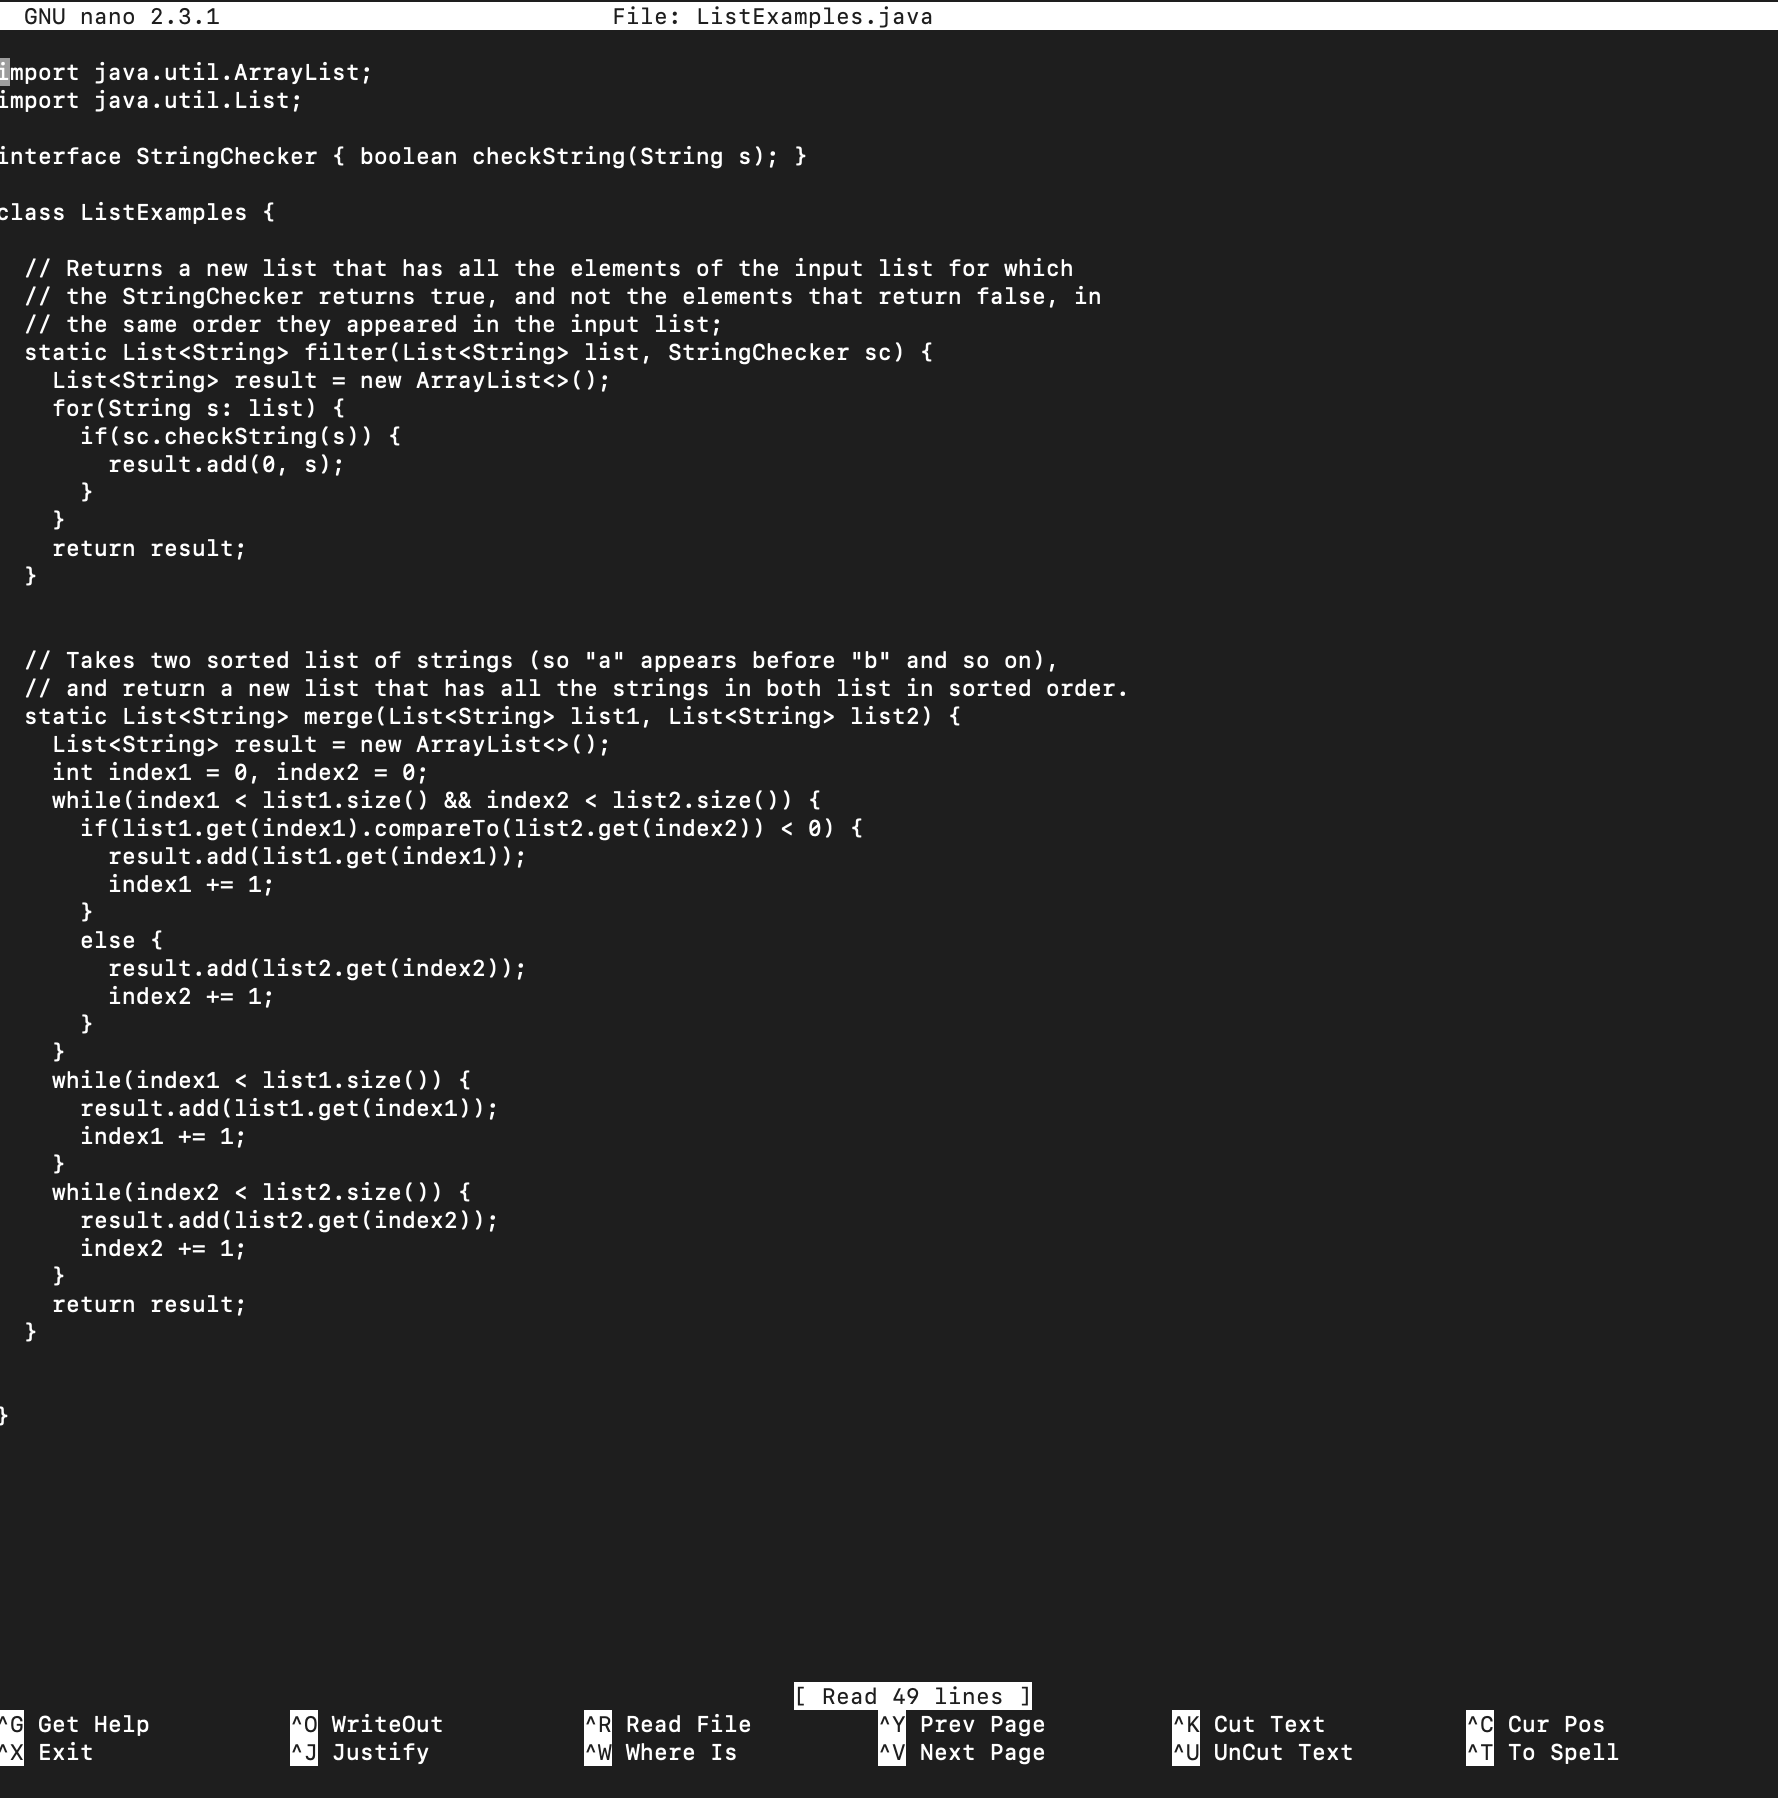 GNU nano 2.3.1 File: ListExamples.java
import java.util.ArrayList;
import java.util.List;
interface StringChecker { boolean checkString(String s); }
class ListExamples {
// Returns a new list that has all the elements of the input list for which
// the StringChecker returns true, and not the elements that return false, in
// the same order they appeared in the input list;
static List<String> filter(List<String> list, StringChecker sc) {
List<String> result = new ArrayList<>();
for(String s: list) {
if(sc.checkString(s)) {
result.add(0, s);
}
}
return result;
}
// Takes two sorted list of strings (so "a" appears before "b" and so on),
// and return a new list that has all the strings in both list in sorted order.
static List<String> merge(List<String> list1, List<String> list2) {
List<String> result = new ArrayList<>();
int index1 = 0, index2 = 0;
while(index1 < list1.size() && index2 < list2.size()) {
if(list1.get(index1).compareTo(list2.get(index2)) < 0) {
result.add(list1.get(index1));
index1 += 1;
}
else {
result.add(list2.get(index2));
index2 += 1;
}
}
while(index1 < list1.size()) {
result.add(list1.get(index1));
index1 += 1;
}
while(index2 < list2.size()) {
result.add(list2.get(index2));
index2 += 1;
}
return result;
}
}
[ Read 49 lines ]
^G Get Help ^O WriteOut ^R Read File ^Y Prev Page ^K Cut Text ^C Cur Pos
^X Exit ^J Justify ^W Where Is ^V Next Page ^U UnCut Text ^T To Spell